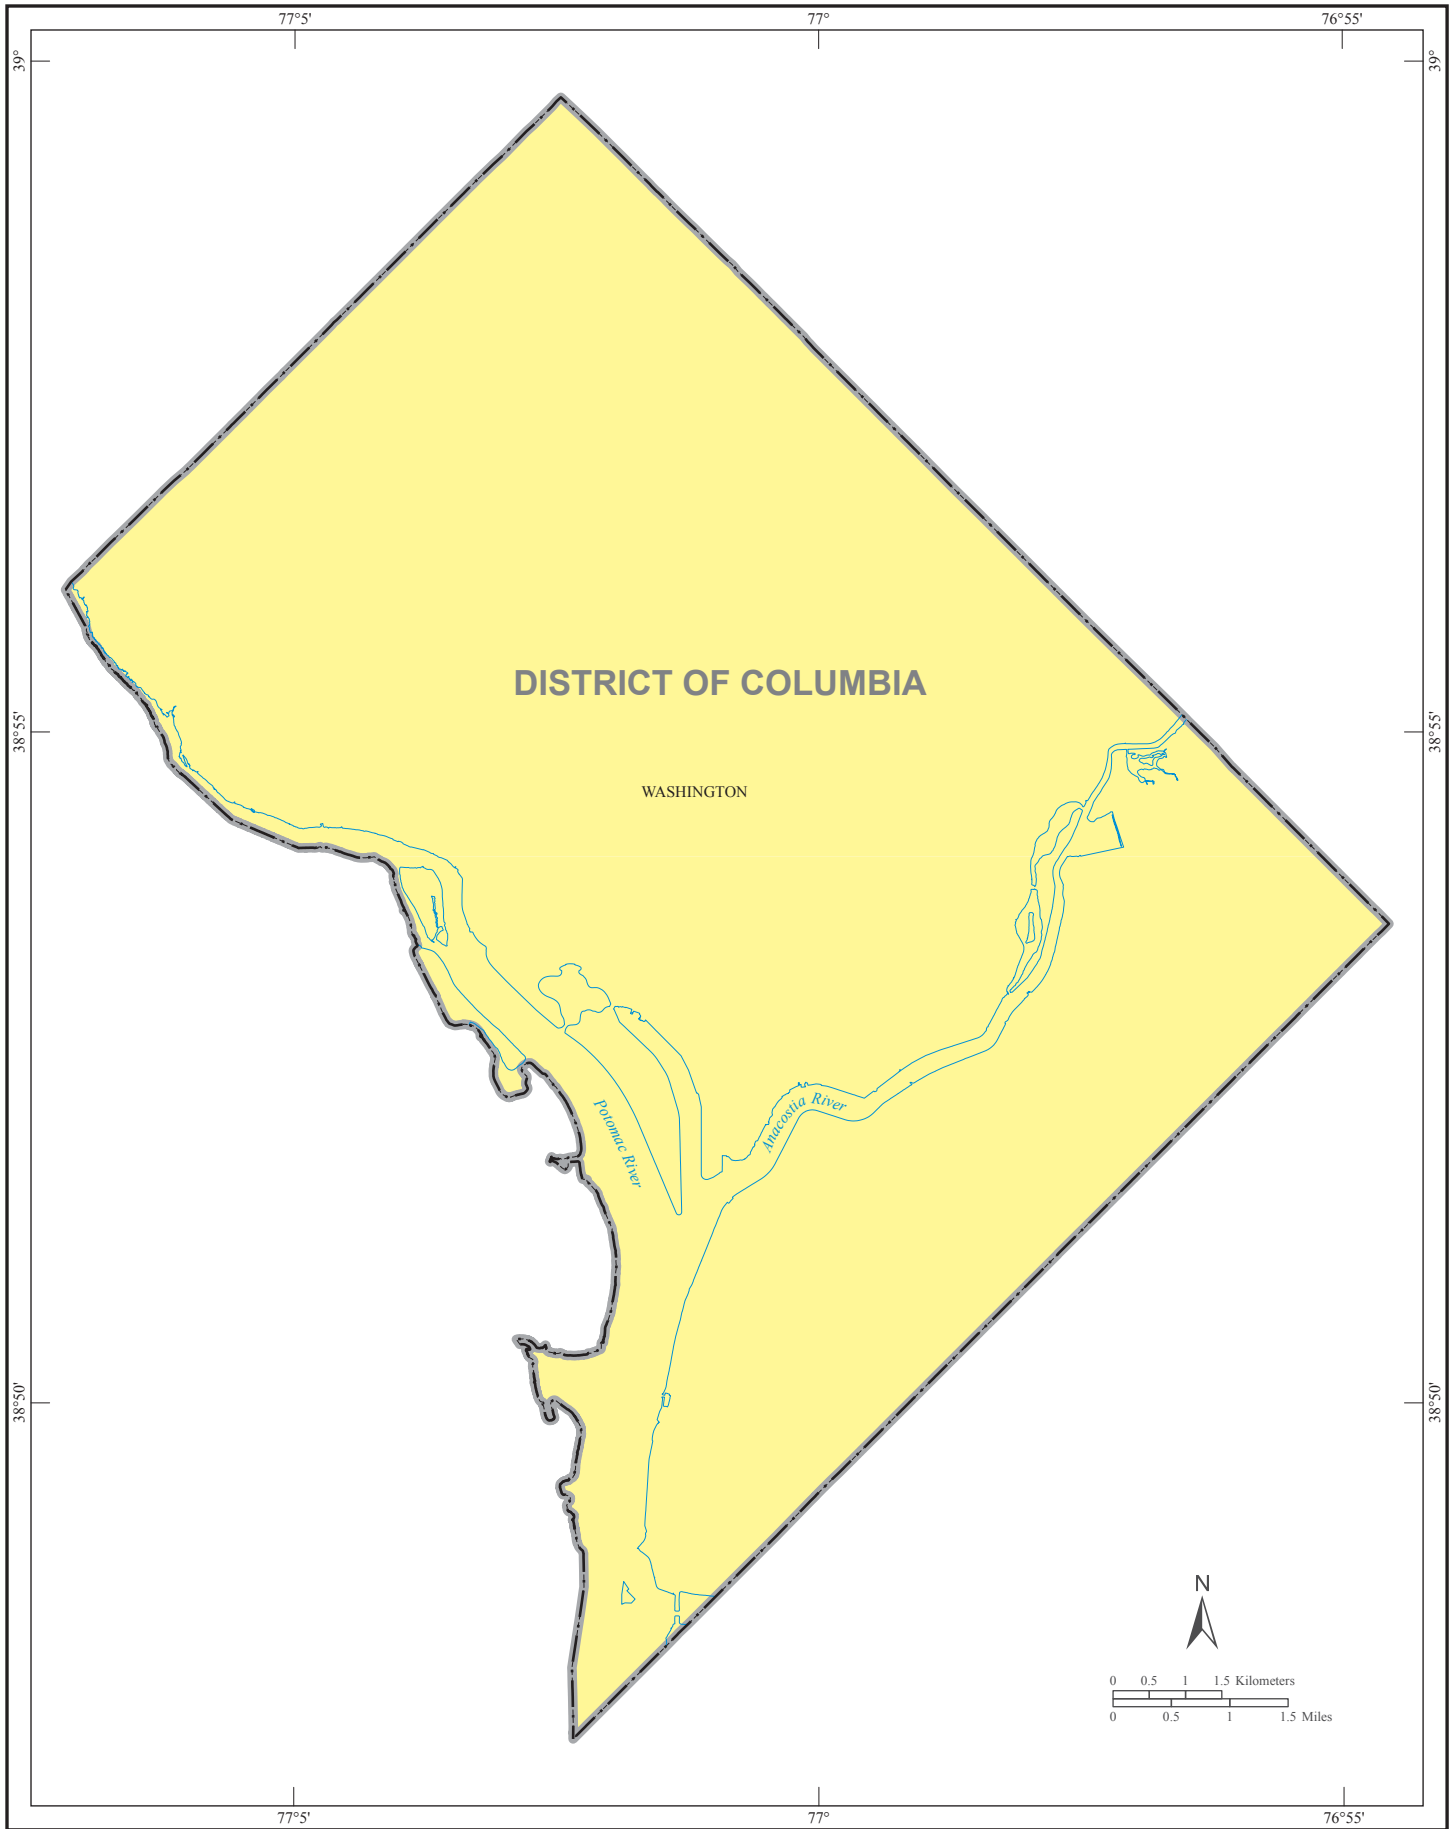 77°5' 77° 76°55'
39° 39°
DISTRICT OF COLUMBIA
38°55' 38°55'
WASHINGTON
Potomac River
Anacostia River
38°50' 38°50'
N
0 0.5 1 1.5 Kilometers
0 0.5 1 1.5 Miles
77°5' 77° 76°55'